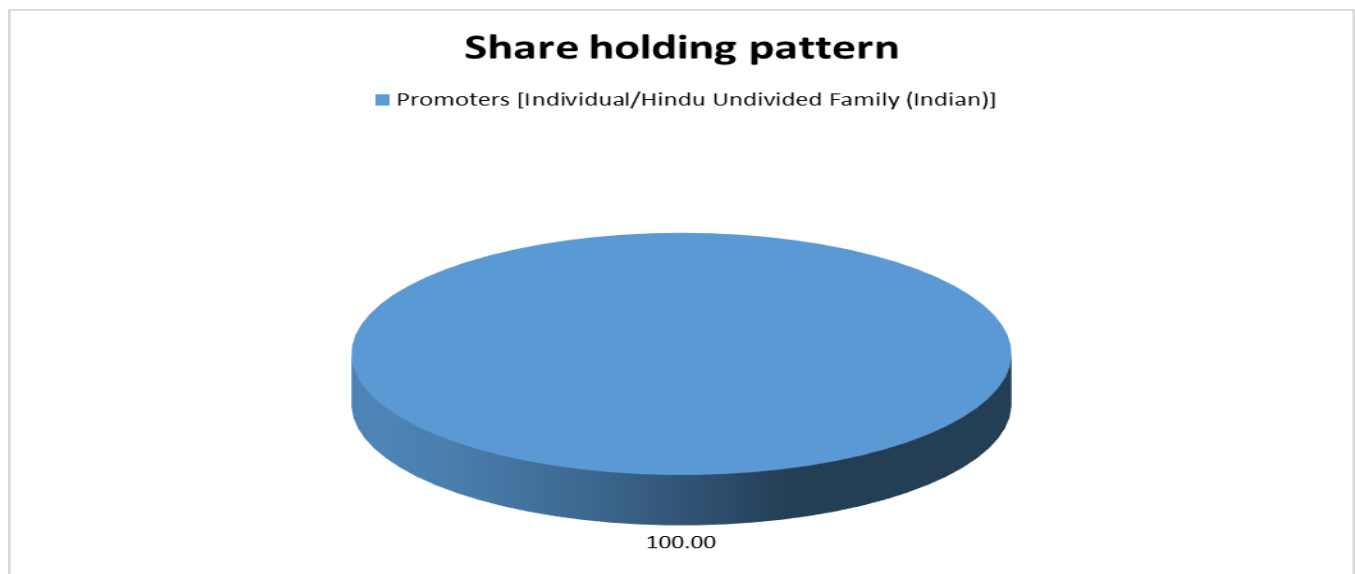 Share holding pattern
Promoters [Individual/Hindu Undivided Family (Indian)]
100.00